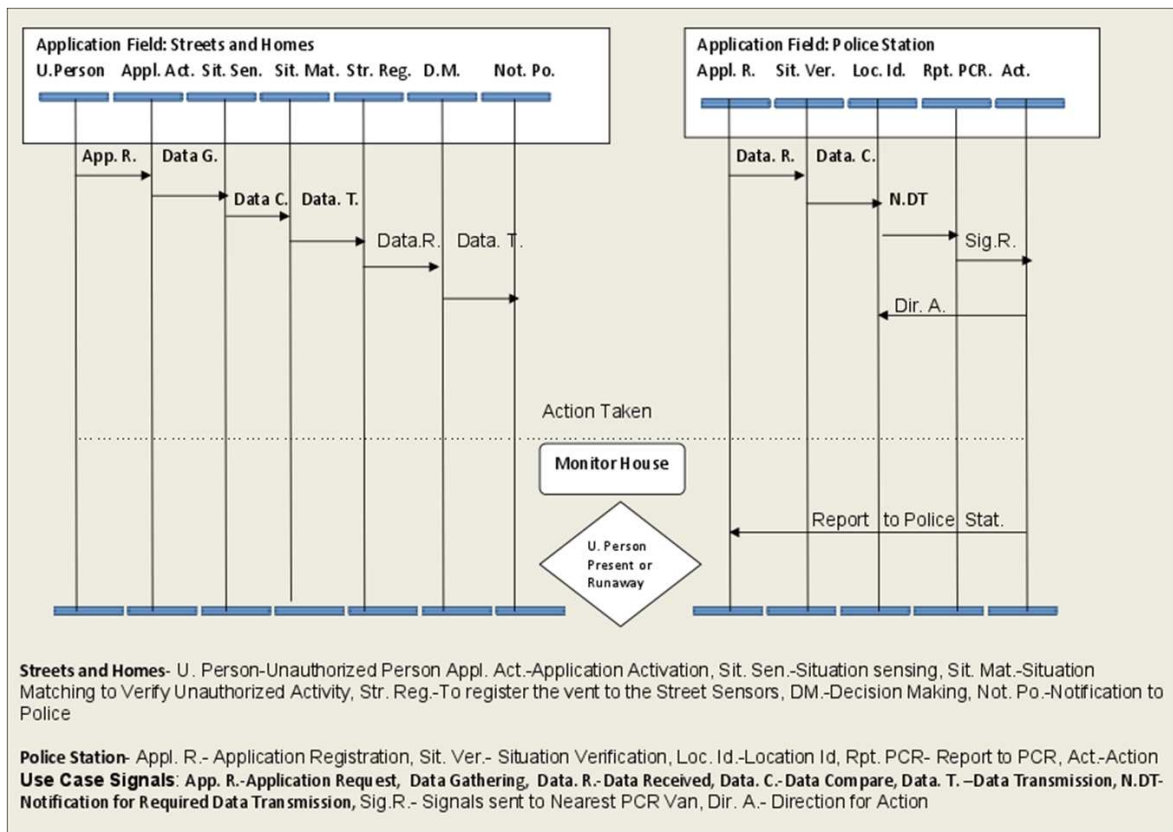 Application Field: Streets and Homes
U.Person Appl. Act. Sit. Sen. Sit. Mat. Str. Reg. D.M. Not. Po.
Application Field: Police Station
Appl. R. Sit. Ver. Loc. Id. Rpt. PCR. Act.
App. R. Data G.
Data C. Data. T.
Data.R. Data. T.
Data. R. Data. C.
N.DT
Sig.R.
Dir. A.
Action Taken
Monitor House
Report to Police Stat.
U. Person
Present or
Runaway
Streets and Homes- U. Person-Unauthorized Person Appl. Act.-Application Activation, Sit. Sen.-Situation sensing, Sit. Mat.-Situation
Matching to Verify Unauthorized Activity, Str. Reg.-To register the vent to the Street Sensors, DM.-Decision Making, Not. Po.-Notification to
Police
Police Station- Appl. R.- Application Registration, Sit. Ver.- Situation Verification, Loc. Id.-Location Id, Rpt. PCR- Report to PCR, Act.-Action
Use Case Signals: App. R.-Application Request, Data Gathering, Data. R.-Data Received, Data. C.-Data Compare, Data. T. –Data Transmission, N.DT-
Notification for Required Data Transmission, Sig.R.- Signals sent to Nearest PCR Van, Dir. A.- Direction for Action